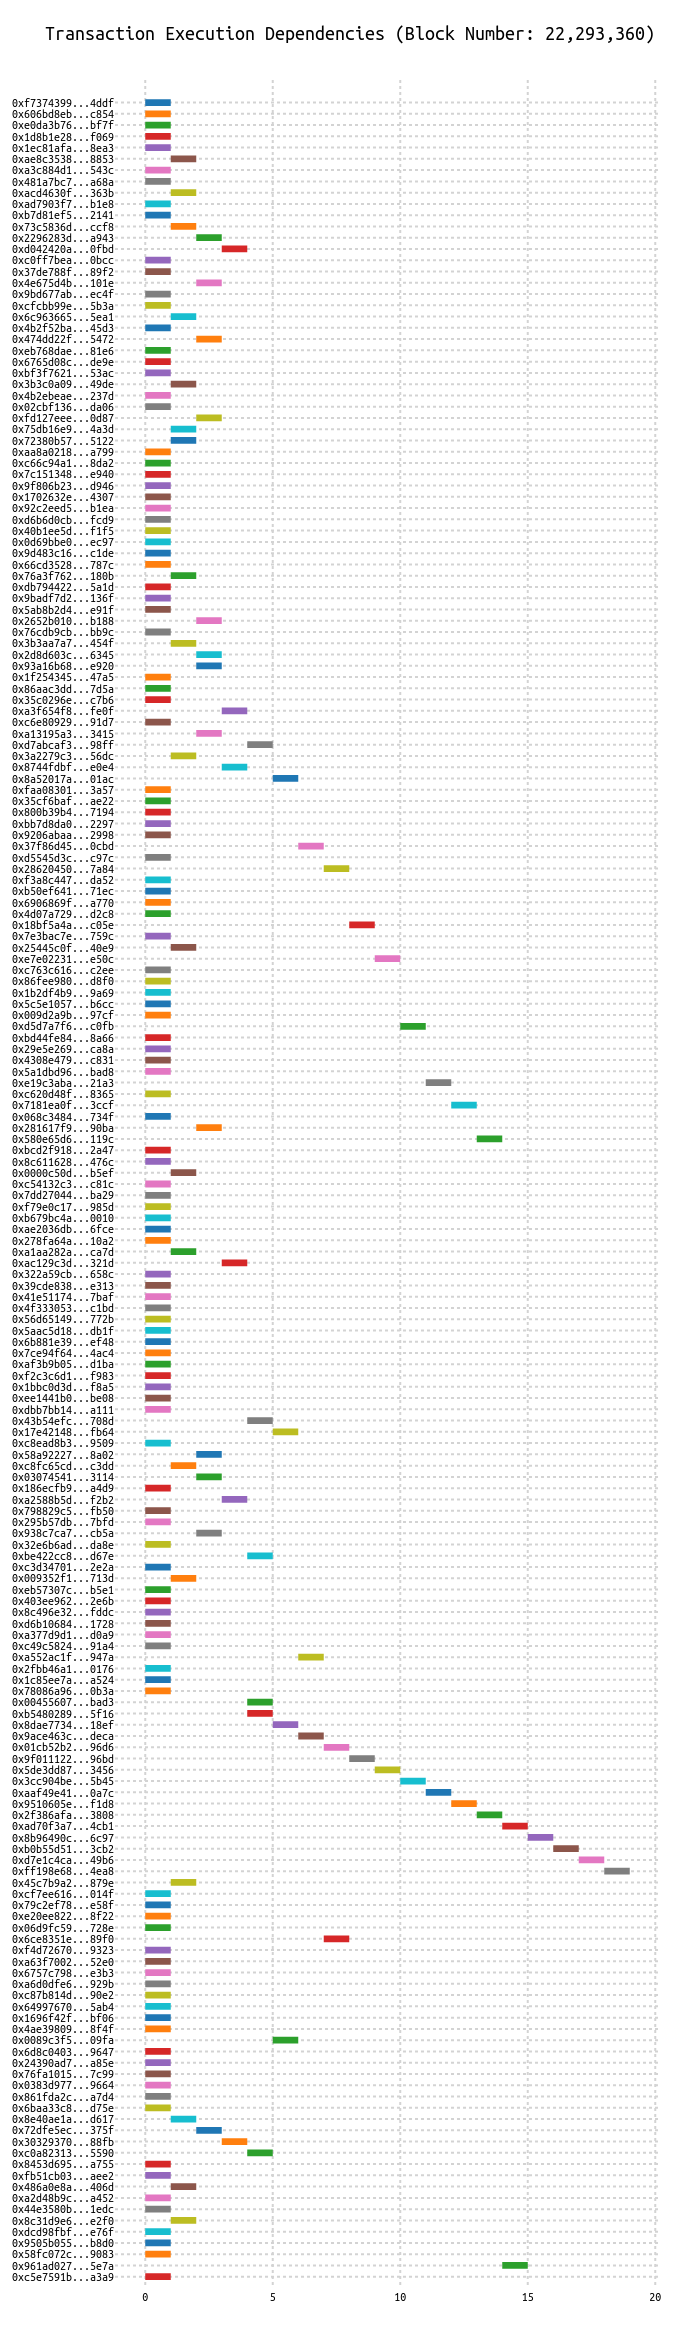 Transaction Execution Dependencies (Block Number: 22,293,360)
0xf7374399...4ddf
0x606bd8eb...c854
0xe0da3b76...bf7f
0x1d8b1e28...f069
0x1ec81afa...8ea3
0xae8c3538...8853
0xa3c884d1...543c
0x481a7bc7...a68a
0xacd4630f...363b
0xad7903f7...b1e8
0xb7d81ef5...2141
0x73c5836d...ccf8
0x2296283d...a943
0xd042420a...0fbd
0xc0ff7bea...0bcc
0x37de788f...89f2
0x4e675d4b...101e
0x9bd677ab...ec4f
0xcfcbb99e...5b3a
0x6c963665...5ea1
0x4b2f52ba...45d3
0x474dd22f...5472
0xeb768dae...81e6
0x6765d08c...de9e
0xbf3f7621...53ac
0x3b3c0a09...49de
0x4b2ebeae...237d
0x02cbf136...da06
0xfd127eee...0d87
0x75db16e9...4a3d
0x72380b57...5122
0xaa8a0218...a799
0xc66c94a1...8da2
0x7c151348...e940
0x9f806b23...d946
0x1702632e...4307
0x92c2eed5...b1ea
0xd6b6d0cb...fcd9
0x40b1ee5d...f1f5
0x0d69bbe0...ec97
0x9d483c16...c1de
0x66cd3528...787c
0x76a3f762...180b
0xdb794422...5a1d
0x9badf7d2...136f
0x5ab8b2d4...e91f
0x2652b010...b188
0x76cdb9cb...bb9c
0x3b3aa7a7...454f
0x2d8d603c...6345
0x93a16b68...e920
0x1f254345...47a5
0x86aac3dd...7d5a
0x35c0296e...c7b6
0xa3f654f8...fe0f
0xc6e80929...91d7
0xa13195a3...3415
0xd7abcaf3...98ff
0x3a2279c3...56dc
0x8744fdbf...e0e4
0x8a52017a...01ac
0xfaa08301...3a57
0x35cf6baf...ae22
0x800b39b4...7194
0xbb7d8da0...2297
0x9206abaa...2998
0x37f86d45...0cbd
0xd5545d3c...c97c
0x28620450...7a84
0xf3a8c447...da52
0xb50ef641...71ec
0x6906869f...a770
0x4d07a729...d2c8
0x18bf5a4a...c05e
0x7e3bac7e...759c
0x25445c0f...40e9
0xe7e02231...e50c
0xc763c616...c2ee
0x86fee980...d8f0
0x1b2df4b9...9a69
0x5c5e1057...b6cc
0x009d2a9b...97cf
0xd5d7a7f6...c0fb
0xbd44fe84...8a66
0x29e5e269...ca8a
0x4308e479...c831
0x5a1dbd96...bad8
0xe19c3aba...21a3
0xc620d48f...8365
0x7181ea0f...3ccf
0x068c3484...734f
0x281617f9...90ba
0x580e65d6...119c
0xbcd2f918...2a47
0x8c611628...476c
0x0000c50d...b5ef
0xc54132c3...c81c
0x7dd27044...ba29
0xf79e0c17...985d
0xb679bc4a...0010
0xae2036db...6fce
0x278fa64a...10a2
0xa1aa282a...ca7d
0xac129c3d...321d
0x322a59cb...658c
0x39cde838...e313
0x41e51174...7baf
0x4f333053...c1bd
0x56d65149...772b
0x5aac5d18...db1f
0x6b881e39...ef48
0x7ce94f64...4ac4
0xaf3b9b05...d1ba
0xf2c3c6d1...f983
0x1bbc0d3d...f8a5
0xee1441b0...be08
0xdbb7bb14...a111
0x43b54efc...708d
0x17e42148...fb64
0xc8ead8b3...9509
0x58a92227...8a02
0xc8fc65cd...c3dd
0x03074541...3114
0x186ecfb9...a4d9
0xa2588b5d...f2b2
0x798829c5...fb50
0x295b57db...7bfd
0x938c7ca7...cb5a
0x32e6b6ad...da8e
0xbe422cc8...d67e
0xc3d34701...2e2a
0x009352f1...713d
0xeb57307c...b5e1
0x403ee962...2e6b
0x8c496e32...fddc
0xd6b10684...1728
0xa377d9d1...d0a9
0xc49c5824...91a4
0xa552ac1f...947a
0x2fbb46a1...0176
0x1c85ee7a...a524
0x78086a96...0b3a
0x00455607...bad3
0xb5480289...5f16
0x8dae7734...18ef
0x9ace463c...deca
0x01cb52b2...96d6
0x9f011122...96bd
0x5de3dd87...3456
0x3cc904be...5b45
0xaaf49e41...0a7c
0x9510605e...f1d8
0x2f386afa...3808
0xad70f3a7...4cb1
0x8b96490c...6c97
0xb0b55d51...3cb2
0xd7e1c4ca...49b6
0xff198e68...4ea8
0x45c7b9a2...879e
0xcf7ee616...014f
0x79c2ef78...e58f
0xe20ee822...8f22
0x06d9fc59...728e
0x6ce8351e...89f0
0xf4d72670...9323
0xa63f7002...52e0
0x6757c798...e3b3
0xa6d0dfe6...929b
0xc87b814d...90e2
0x64997670...5ab4
0x1696f42f...bf06
0x4ae39809...8f4f
0x0089c3f5...09fa
0x6d8c0403...9647
0x24390ad7...a85e
0x76fa1015...7c99
0x0383d977...9664
0x861fda2c...a7d4
0x6baa33c8...d75e
0x8e40ae1a...d617
0x72dfe5ec...375f
0x30329370...88fb
0xc0a82313...5590
0x8453d695...a755
0xfb51cb03...aee2
0x486a0e8a...406d
0xa2d48b9c...a452
0x44e3580b...1edc
0x8c31d9e6...e2f0
0xdcd98fbf...e76f
0x9505b055...b8d0
0x58fc072c...9083
0x961ad027...5e7a
0xc5e7591b...a3a9
0 5 10 15 20